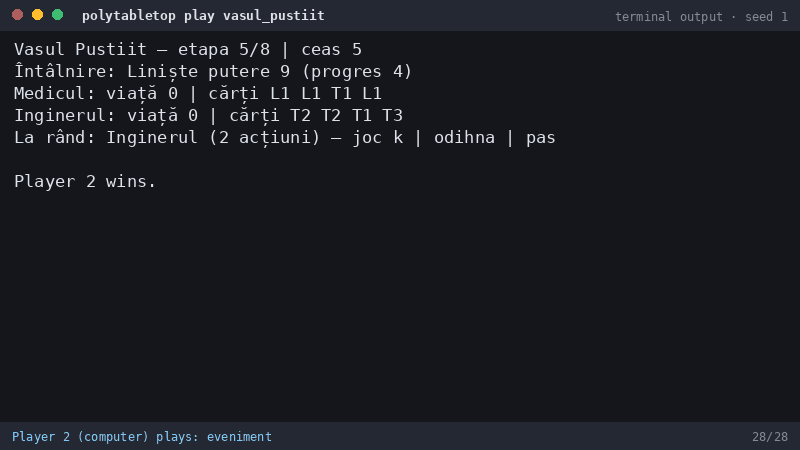 polytabletop play vasul_pustiit
terminal output · seed 1
Vasul Pustiit — etapa 5/8 | ceas 5
Întâlnire: Liniște putere 9 (progres 4)
Medicul: viață 0 | cărți L1 L1 T1 L1
Inginerul: viață 0 | cărți T2 T2 T1 T3
La rând: Inginerul (2 acțiuni) — joc k | odihna | pas
Player 2 wins.
Player 2 (computer) plays: eveniment
28/28